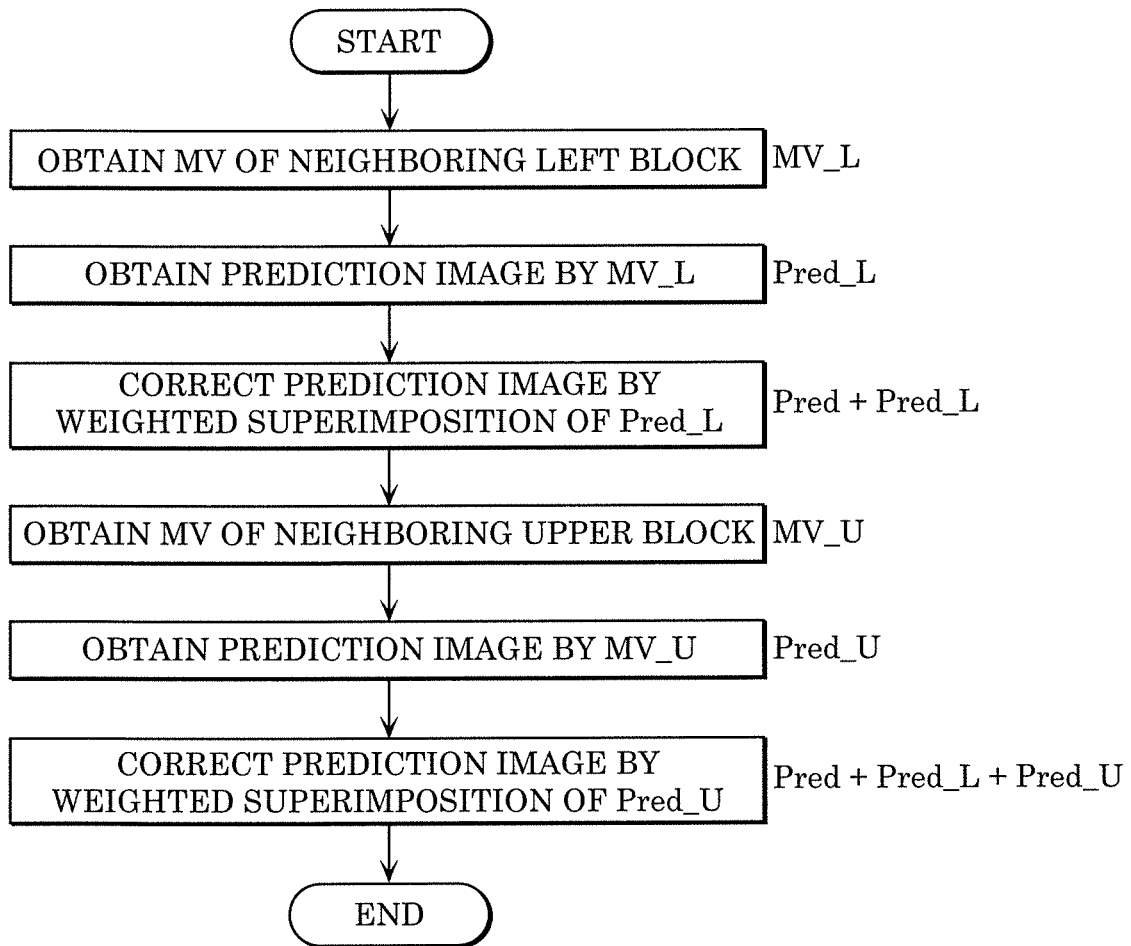 START
OBTAIN MV OF NEIGHBORING LEFT BLOCK MV_L
OBTAIN PREDICTION IMAGE BY MV_L Pred_L
CORRECT PREDICTION IMAGE BY
WEIGHTED SUPERIMPOSITION OF Pred_L
Pred + Pred_L
OBTAIN MV OF NEIGHBORING UPPER BLOCK MV_U
OBTAIN PREDICTION IMAGE BY MV_U Pred_U
CORRECT PREDICTION IMAGE BY
WEIGHTED SUPERIMPOSITION OF Pred_U
Pred + Pred_L + Pred_U
END